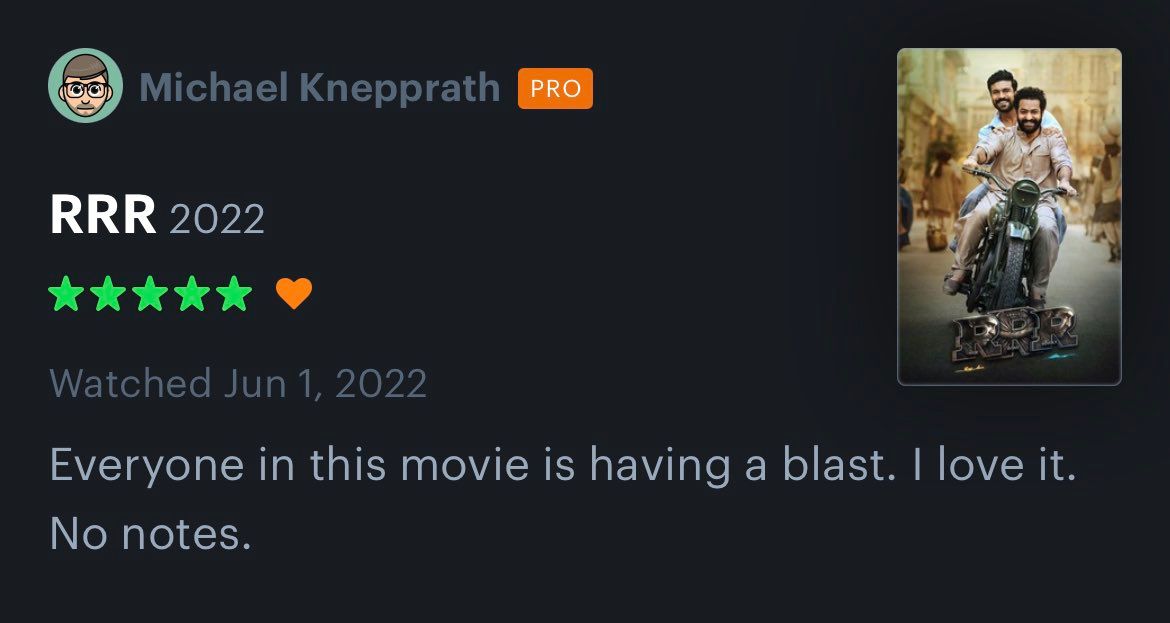 Michael Knepprath PRO
RRR 2022
Watched Jun 1, 2022
Everyone in this movie is having a blast. I love it.
No notes.
RRR